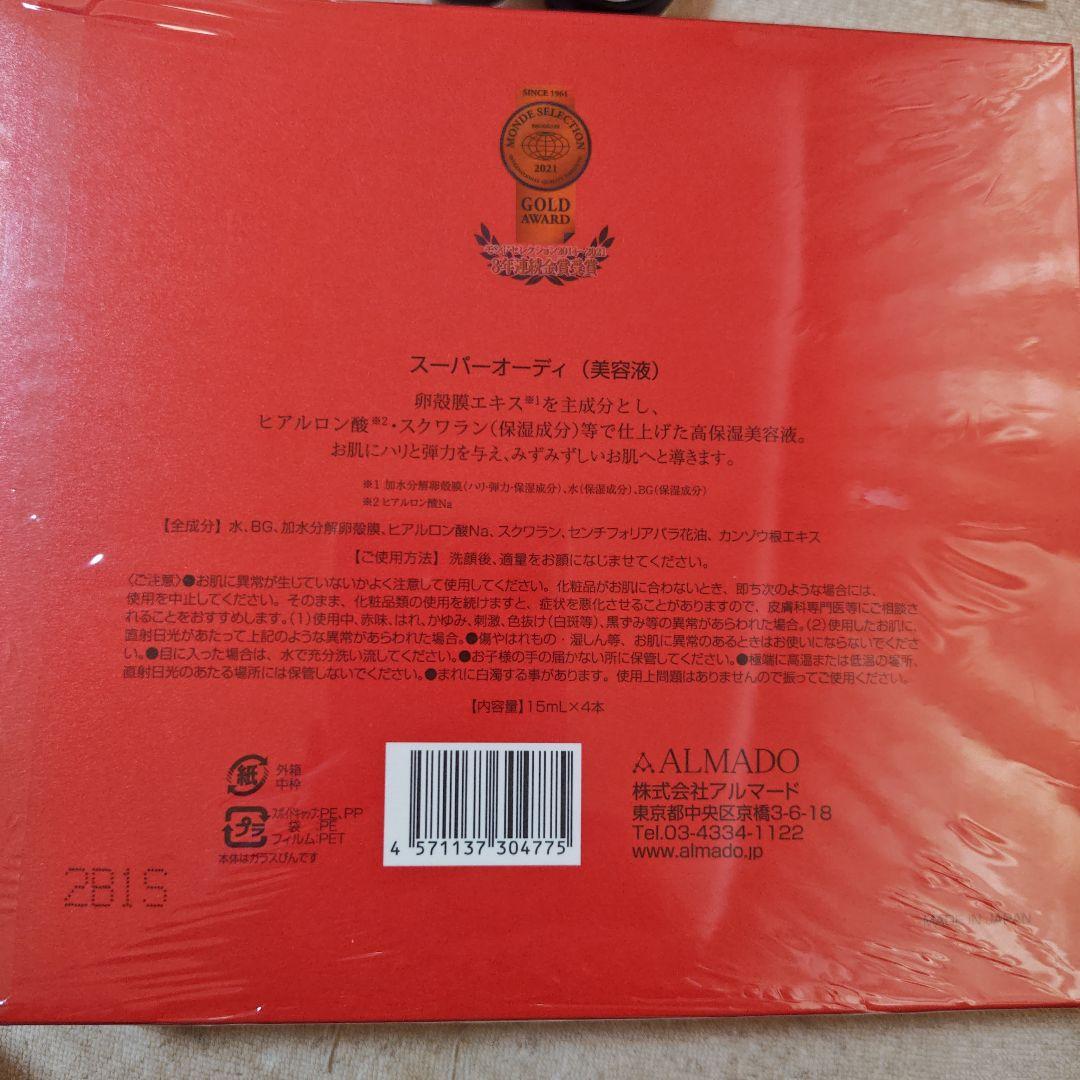 SINCE 1961
MONDE SELECTION
BRUSSELS
2021
INTERNATIONAL QUALITY
GOLD
AWARD
モンドセレクション2014~2021
8年連続金賞受賞
スーパーオーディ(美容液)
卵殻膜エキス※1を主成分とし、
ヒアルロン酸※2・スクワラン(保湿成分)等で仕上げた高保湿美容液。
お肌にハリと弾力を与え、みずみずしいお肌へと導きます。
※1 加水分解卵殻膜(ハリ・弾力・保湿成分)、水(保湿成分)、BG(保湿成分)
※2 ヒアルロン酸Na
【全成分】水、BG、加水分解卵殻膜、ヒアルロン酸Na、スクワラン、センチフォリアバラ花油、カンゾウ根エキス
【ご使用方法】洗顔後、適量をお顔になじませてください。
〈ご注意〉●お肌に異常が生じていないかよく注意して使用してください。化粧品がお肌に合わないとき、即ち次のような場合には、
使用を中止してください。そのまま、化粧品類の使用を続けますと、症状を悪化させることがありますので、皮膚科専門医等にご相談さ
れることをおすすめします。(1)使用中、赤味、はれ、かゆみ、刺激、色抜け(白斑等)、黒ずみ等の異常があらわれた場合。(2)使用したお肌に、
直射日光があたって上記のような異常があらわれた場合。●傷やはれもの・湿しん等、お肌に異常のあるときはお使いにならないでくださ
い。●目に入った場合は、水で充分洗い流してください。●お子様の手の届かない所に保管してください。●極端に高温または低温の場所、
直射日光のあたる場所には保管しないでください。●まれに白濁する事があります。使用上問題はありませんので振ってご使用ください。
【内容量】15mL×4本
紙
外箱
中枠
プラ
スポイドキャップ:PE、PP
袋 :PE
フィルム:PET
本体はガラスびんです
4 571137 304775
ALMADO
株式会社アルマード
東京都中央区京橋3-6-18
Tel.03-4334-1122
www.almado.jp
2B1S
MADE IN JAPAN